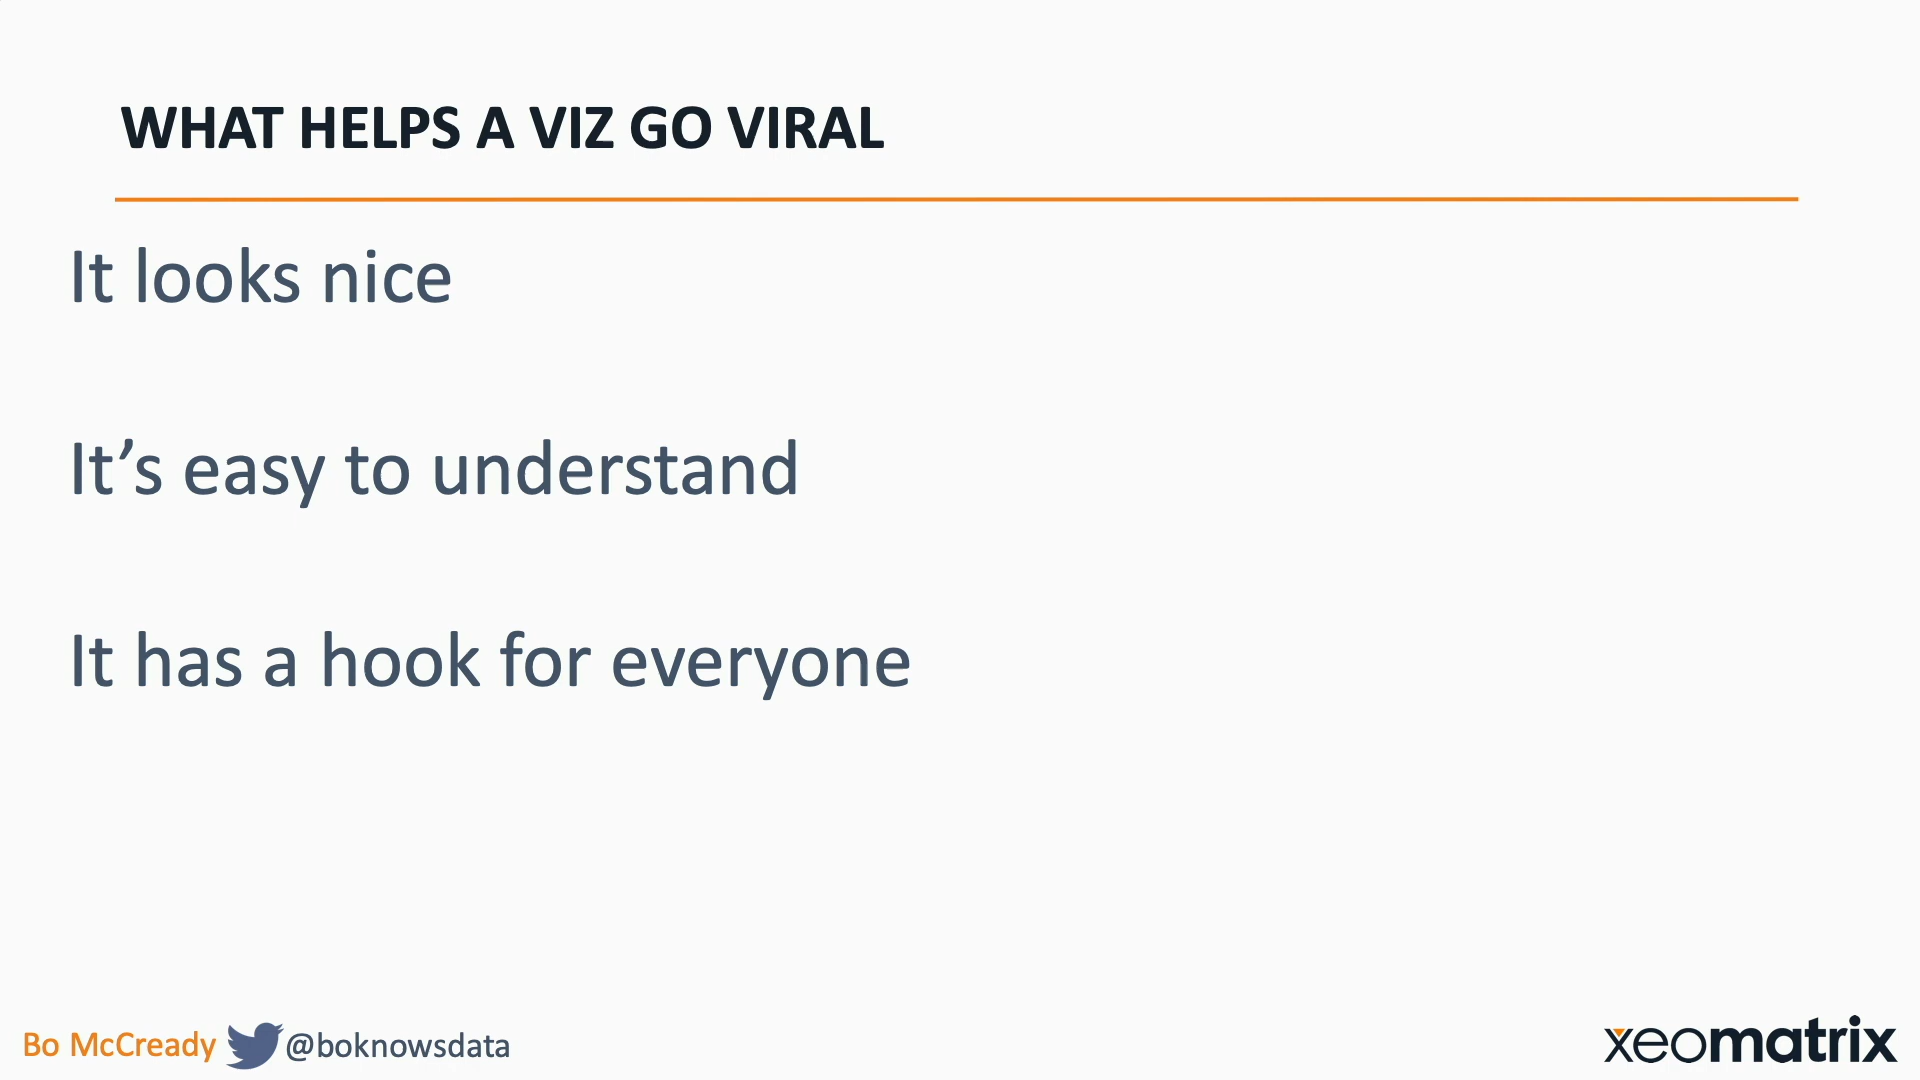 WHAT HELPS A VIZ GO VIRAL
It looks nice
It’s easy to understand
It has a hook for everyone
Bo McCready @boknowsdata
xeomatrix